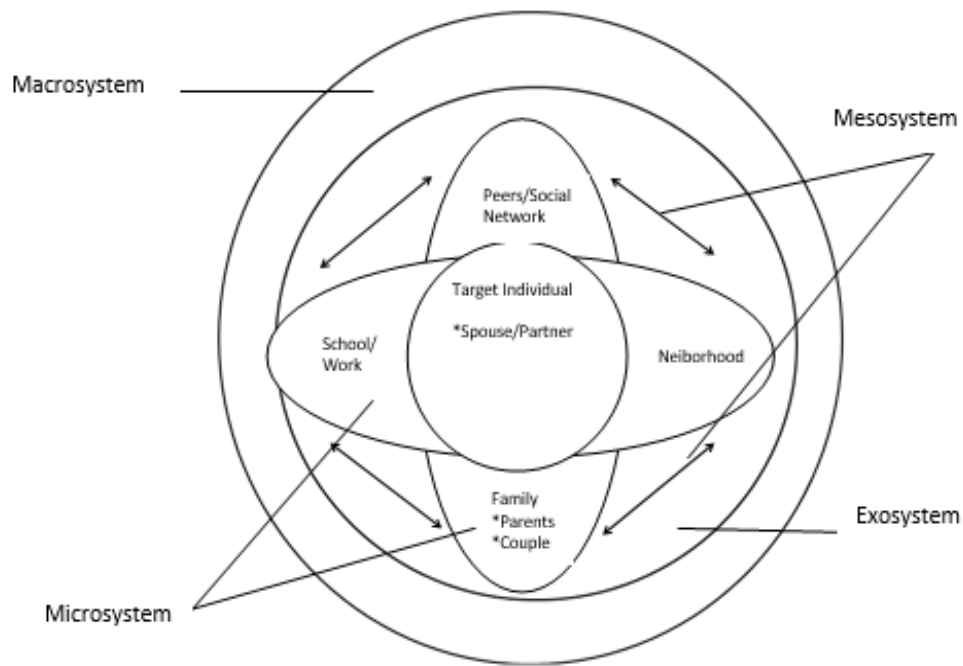 Macrosystem
Mesosystem
Peers/Social
Network
Target Individual
*Spouse/Partner
School/
Work
Neiborhood
Family
*Parents
*Couple
Exosystem
Microsystem